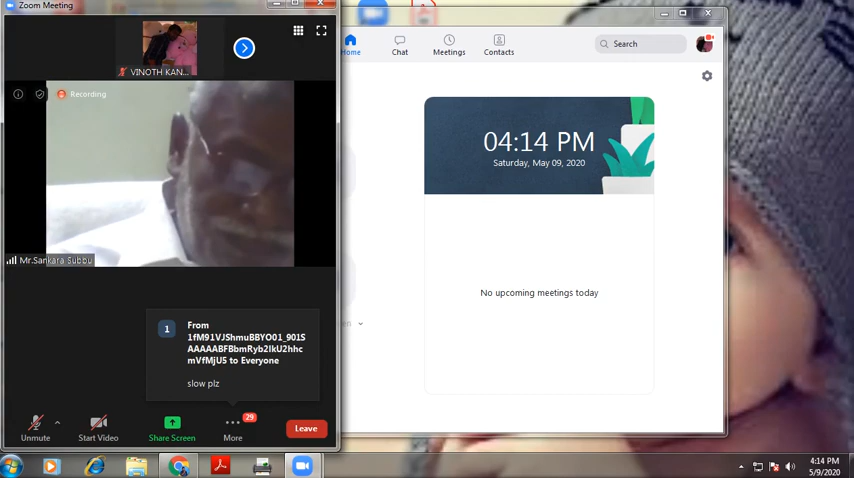 Zoom Meeting
VINOTH KAN...
Recording
Mr.Sankara Subbu
1
From
1fM91VJShmuBBYO01_901S
AAAAABFBbmRyb2lkU2hhc
mVfMjU5 to Everyone
slow plz
29
Unmute
Start Video
Share Screen
More
Leave
Home
Chat
Meetings
Contacts
Search
04:14 PM
Saturday, May 09, 2020
No upcoming meetings today
4:14 PM
5/9/2020